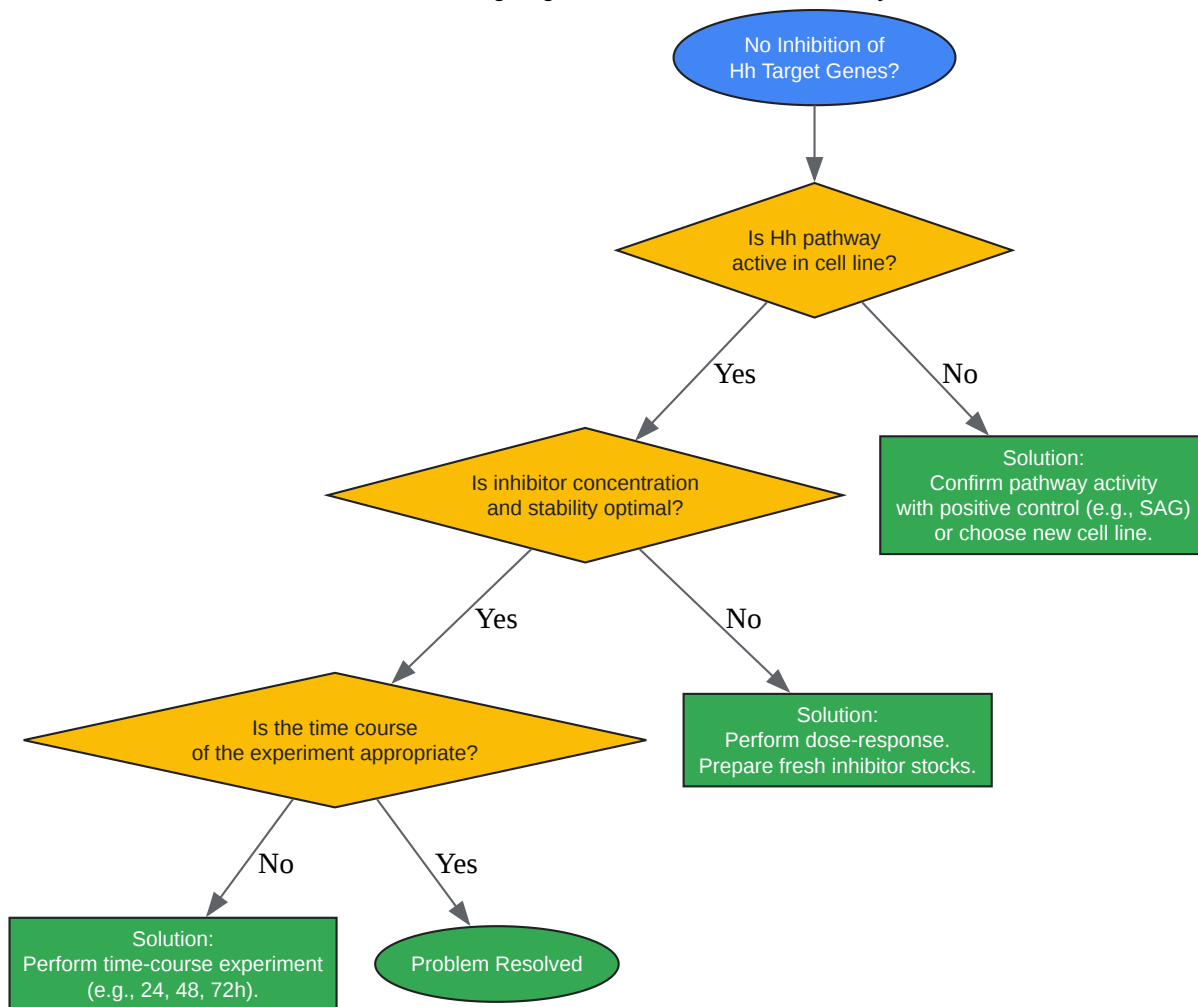 No Inhibition of
Hh Target Genes?
Is Hh pathway
active in cell line?
Yes
No
Is inhibitor concentration
and stability optimal?
Solution:
Confirm pathway activity
with positive control (e.g., SAG)
or choose new cell line.
Yes
No
Is the time course
of the experiment appropriate?
Solution:
Perform dose-response.
Prepare fresh inhibitor stocks.
No
Yes
Solution:
Perform time-course experiment
(e.g., 24, 48, 72h).
Problem Resolved